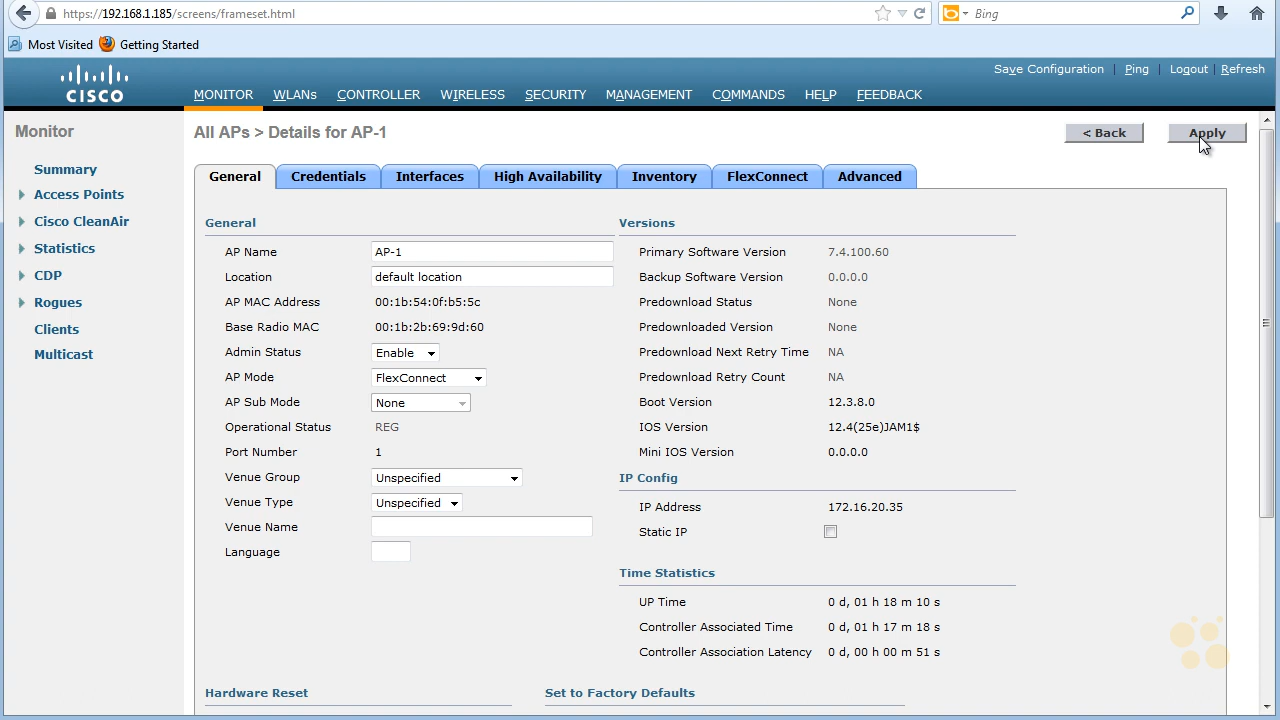 https://192.168.1.185/screens/frameset.html
Bing
Most Visited Getting Started
Save Configuration Ping Logout Refresh
CISCO
MONITOR WLANs CONTROLLER WIRELESS SECURITY MANAGEMENT COMMANDS HELP FEEDBACK
Monitor
Summary
Access Points
Cisco CleanAir
Statistics
CDP
Rogues
Clients
Multicast
All APs > Details for AP-1
< Back Apply
General Credentials Interfaces High Availability Inventory FlexConnect Advanced
General
AP Name AP-1
Location default location
AP MAC Address 00:1b:54:0f:b5:5c
Base Radio MAC 00:1b:2b:69:9d:60
Admin Status Enable
AP Mode FlexConnect
AP Sub Mode None
Operational Status REG
Port Number 1
Venue Group Unspecified
Venue Type Unspecified
Venue Name
Language
Versions
Primary Software Version 7.4.100.60
Backup Software Version 0.0.0.0
Predownload Status None
Predownloaded Version None
Predownload Next Retry Time NA
Predownload Retry Count NA
Boot Version 12.3.8.0
IOS Version 12.4(25e)JAM1$
Mini IOS Version 0.0.0.0
IP Config
IP Address 172.16.20.35
Static IP
Time Statistics
UP Time 0 d, 01 h 18 m 10 s
Controller Associated Time 0 d, 01 h 17 m 18 s
Controller Association Latency 0 d, 00 h 00 m 51 s
Hardware Reset
Set to Factory Defaults